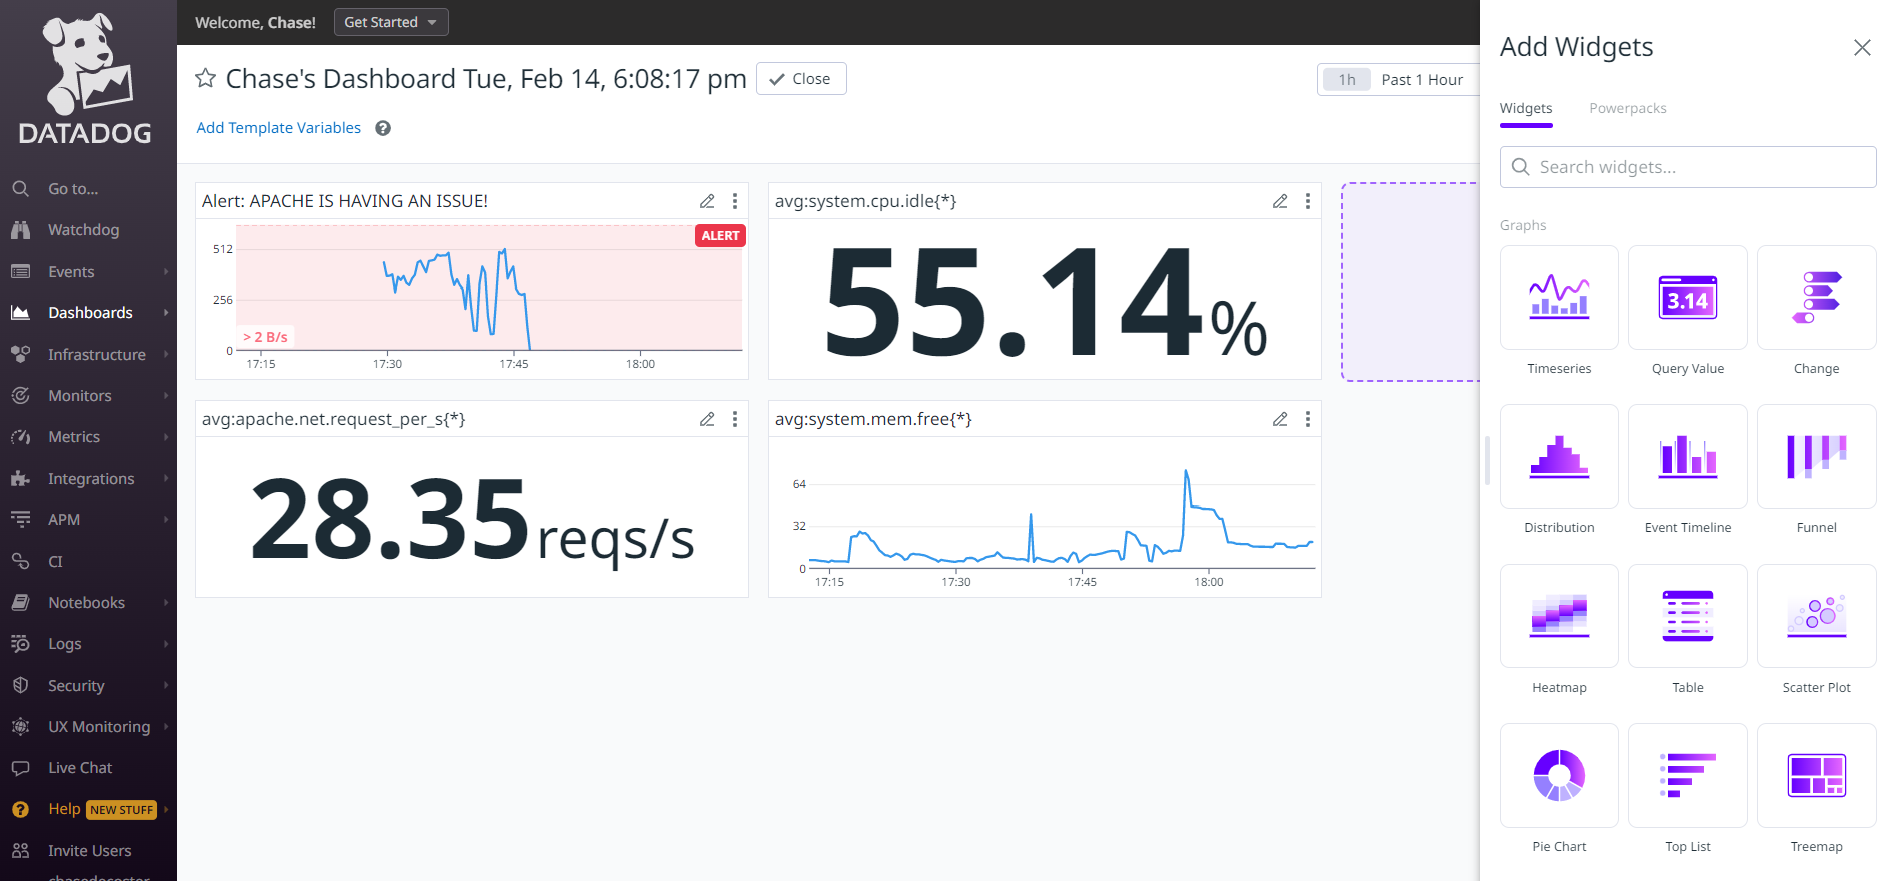 DATADOG
Go to...
Watchdog
Events
Dashboards
Infrastructure
Monitors
Metrics
Integrations
APM
CI
Notebooks
Logs
Security
UX Monitoring
Live Chat
Help NEW STUFF
Invite Users
Welcome, Chase!
Get Started
Chase's Dashboard Tue, Feb 14, 6:08:17 pm
Close
1h Past 1 Hour
Add Template Variables
Alert: APACHE IS HAVING AN ISSUE!
ALERT
512
256
0
> 2 B/s
17:15 17:30 17:45 18:00
avg:system.cpu.idle{*}
55.14%
avg:apache.net.request_per_s{*}
28.35 reqs/s
avg:system.mem.free{*}
64
32
0
17:15 17:30 17:45 18:00
Add Widgets
Widgets Powerpacks
Search widgets...
Graphs
3.14
Timeseries Query Value Change
Distribution Event Timeline Funnel
Heatmap Table Scatter Plot
Pie Chart Top List Treemap